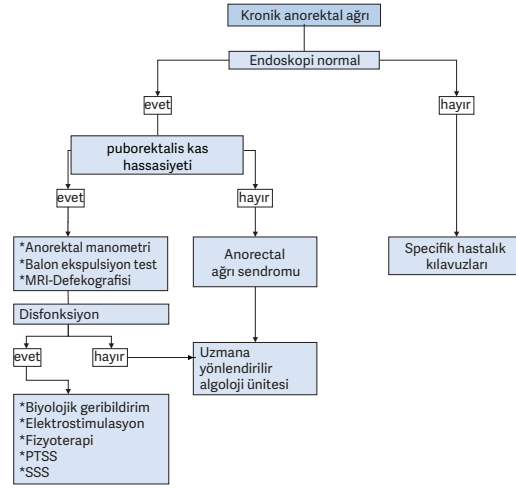 Kronik anorektal ağrı
Endoskopi normal
evet
hayır
puborektalis kas
hassasiyeti
evet
hayır
*Anorektal manometri
*Balon ekspulsiyon test
*MRI-Defekografisi
Anorectal
ağrı sendromu
Specifik hastalık
kılavuzları
Disfonksiyon
evet
hayır
Uzmana
yönlendirilir
algoloji ünitesi
*Biyolojik geribildirim
*Elektrostimulasyon
*Fizyoterapi
*PTSS
*SSS